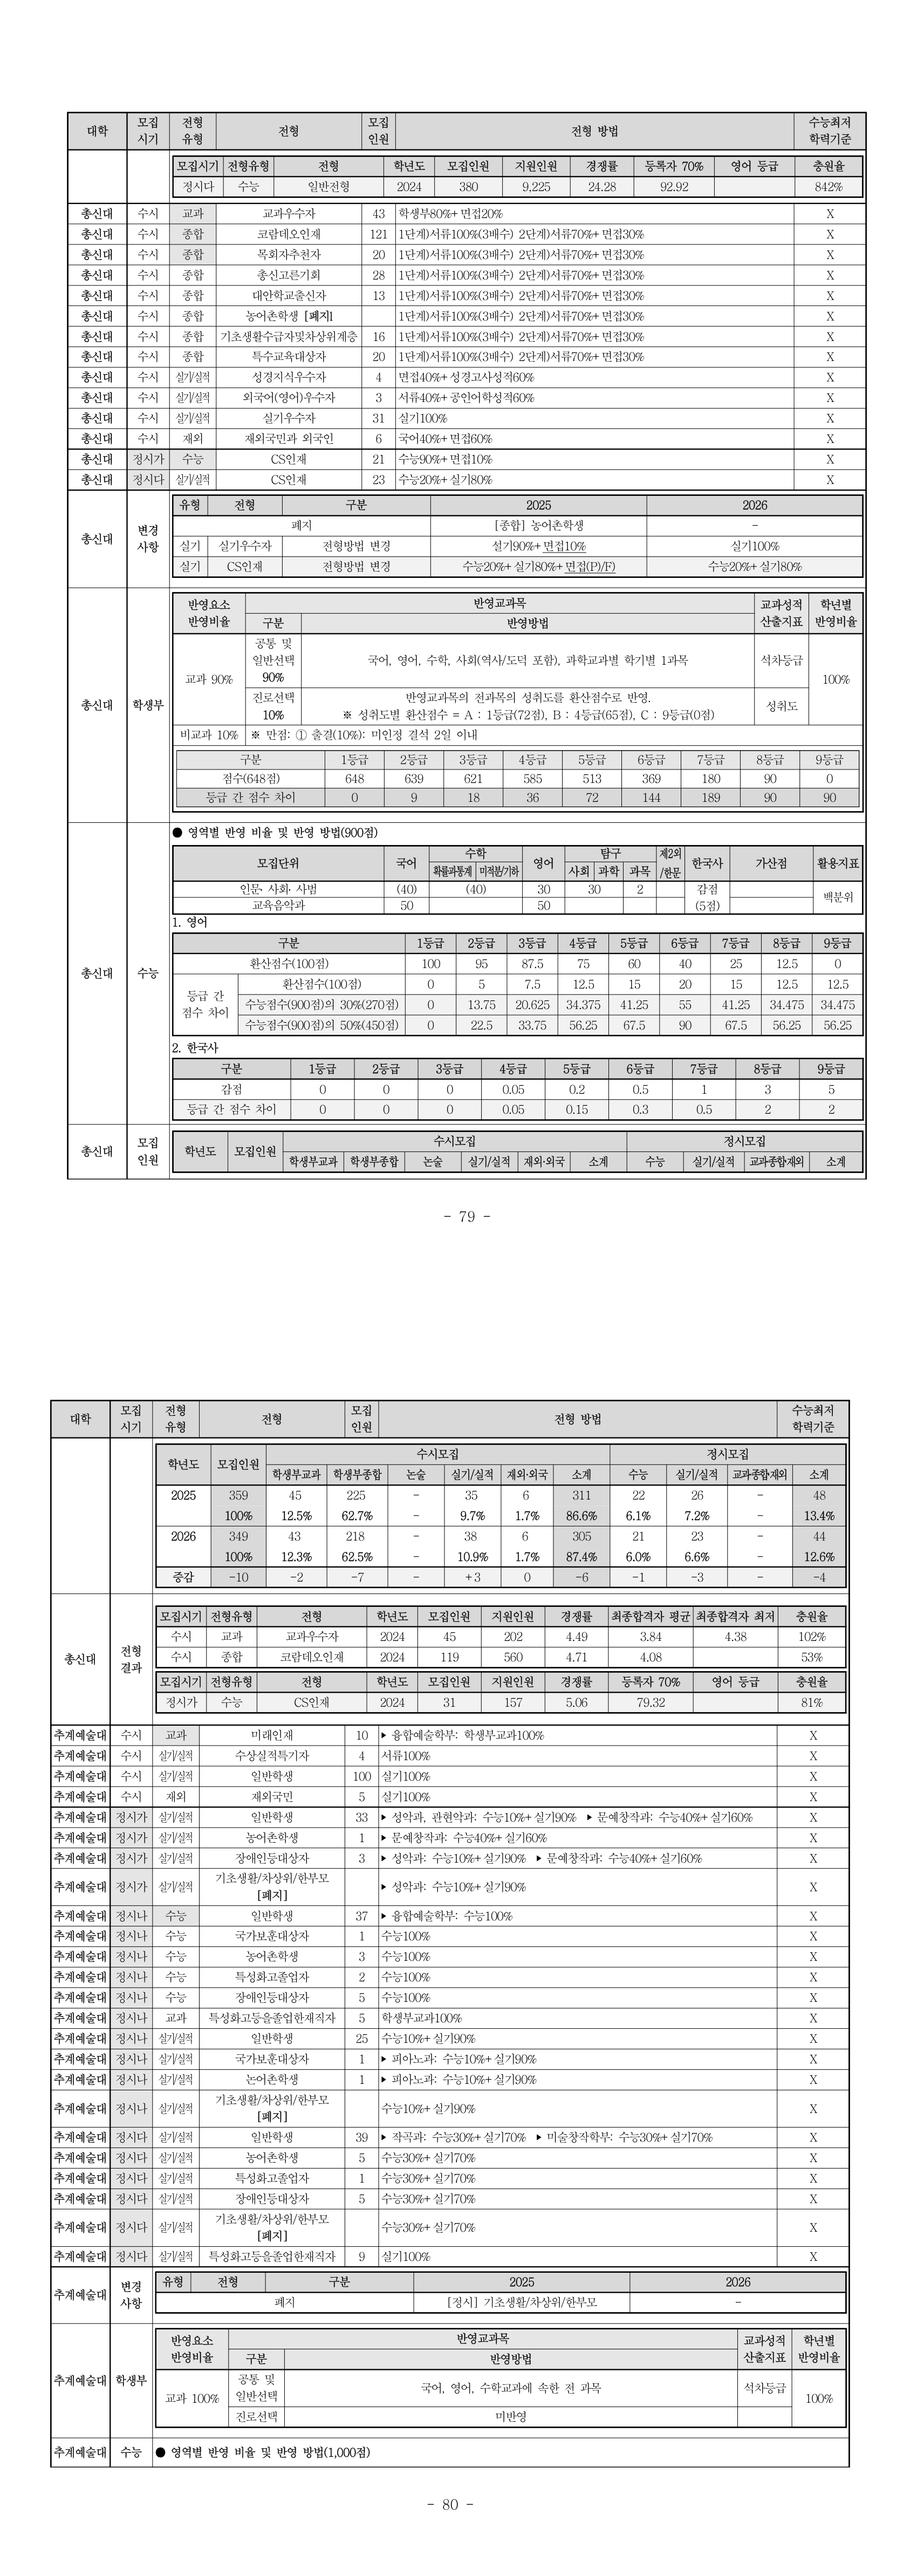 대학 모집시기 전형유형 전형 모집인원 전형 방법 수능최저학력기준
모집시기 전형유형 전형 학년도 모집인원 지원인원 경쟁률 등록자 70% 영어 등급 충원율
정시다 수능 일반전형 2024 380 9,225 24.28 92.92 842%
총신대 수시 교과 교과우수자 43 학생부80%+면접20% X
총신대 수시 종합 코람데오인재 121 1단계)서류100%(3배수) 2단계)서류70%+면접30% X
총신대 수시 종합 목회자추천자 20 1단계)서류100%(3배수) 2단계)서류70%+면접30% X
총신대 수시 종합 총신고른기회 28 1단계)서류100%(3배수) 2단계)서류70%+면접30% X
총신대 수시 종합 대안학교출신자 13 1단계)서류100%(3배수) 2단계)서류70%+면접30% X
총신대 수시 종합 농어촌학생 [폐지] 1단계)서류100%(3배수) 2단계)서류70%+면접30% X
총신대 수시 종합 기초생활수급자및차상위계층 16 1단계)서류100%(3배수) 2단계)서류70%+면접30% X
총신대 수시 종합 특수교육대상자 20 1단계)서류100%(3배수) 2단계)서류70%+면접30% X
총신대 수시 실기/실적 성경지식우수자 4 면접40%+성경고사성적60% X
총신대 수시 실기/실적 외국어(영어)우수자 3 서류40%+공인어학성적60% X
총신대 수시 실기/실적 실기우수자 31 실기100% X
총신대 수시 재외 재외국민과 외국인 6 국어40%+면접60% X
총신대 정시가 수능 CS인재 21 수능90%+면접10% X
총신대 정시다 실기/실적 CS인재 23 수능20%+실기80% X
총신대 변경사항
유형 전형 구분 2025 2026
폐지 [종합] 농어촌학생 -
실기 실기우수자 전형방법 변경 설기90%+면접10% 실기100%
실기 CS인재 전형방법 변경 수능20%+실기80%+면접(P/F) 수능20%+실기80%
총신대 학생부
반영요소 반영비율 반영교과목 교과성적 산출지표 학년별 반영비율
구분 반영방법
교과 90% 공통 및 일반선택 90% 국어, 영어, 수학, 사회(역사/도덕 포함), 과학교과별 학기별 1과목 석차등급 100%
진로선택 10% 반영교과목의 전과목의 성취도를 환산점수로 반영.
※ 성취도별 환산점수 = A : 1등급(72점), B : 4등급(65점), C : 9등급(0점) 성취도
비교과 10% ※ 만점: ① 출결(10%): 미인정 결석 2일 이내
구분 1등급 2등급 3등급 4등급 5등급 6등급 7등급 8등급 9등급
점수(648점) 648 639 621 585 513 369 180 90 0
등급 간 점수 차이 0 9 18 36 72 144 189 90 90
총신대 수능
● 영역별 반영 비율 및 반영 방법(900점)
모집단위 국어 수학 영어 탐구 제2외/한문 한국사 가산점 활용지표
확률과통계 미적분/기하 사회 과학 과목
인문· 사회· 사범 (40) (40) 30 30 2 감점 (5점) 백분위
교육음악과 50 50
1. 영어
구분 1등급 2등급 3등급 4등급 5등급 6등급 7등급 8등급 9등급
환산점수(100점) 100 95 87.5 75 60 40 25 12.5 0
등급 간 점수 차이 환산점수(100점) 0 5 7.5 12.5 15 20 15 12.5 12.5
수능점수(900점)의 30%(270점) 0 13.75 20.625 34.375 41.25 55 41.25 34.475 34.475
수능점수(900점)의 50%(450점) 0 22.5 33.75 56.25 67.5 90 67.5 56.25 56.25
2. 한국사
구분 1등급 2등급 3등급 4등급 5등급 6등급 7등급 8등급 9등급
감점 0 0 0 0.05 0.2 0.5 1 3 5
등급 간 점수 차이 0 0 0 0.05 0.15 0.3 0.5 2 2
총신대 모집인원
학년도 모집인원 수시모집 정시모집
학생부교과 학생부종합 논술 실기/실적 재외·외국 소계 수능 실기/실적 교과·종합·재외 소계
- 79 -
대학 모집시기 전형유형 전형 모집인원 전형 방법 수능최저학력기준
학년도 모집인원 수시모집 정시모집
학생부교과 학생부종합 논술 실기/실적 재외·외국 소계 수능 실기/실적 교과·종합·재외 소계
2025 359 45 225 - 35 6 311 22 26 - 48
100% 12.5% 62.7% - 9.7% 1.7% 86.6% 6.1% 7.2% - 13.4%
2026 349 43 218 - 38 6 305 21 23 - 44
100% 12.3% 62.5% - 10.9% 1.7% 87.4% 6.0% 6.6% - 12.6%
증감 -10 -2 -7 - +3 0 -6 -1 -3 - -4
총신대 전형결과
모집시기 전형유형 전형 학년도 모집인원 지원인원 경쟁률 최종합격자 평균 최종합격자 최저 충원율
수시 교과 교과우수자 2024 45 202 4.49 3.84 4.38 102%
수시 종합 코람데오인재 2024 119 560 4.71 4.08 53%
모집시기 전형유형 전형 학년도 모집인원 지원인원 경쟁률 등록자 70% 영어 등급 충원율
정시가 수능 CS인재 2024 31 157 5.06 79.32 81%
추계예술대 수시 교과 미래인재 10 ▶ 융합예술학부: 학생부교과100% X
추계예술대 수시 실기/실적 수상실적특기자 4 서류100% X
추계예술대 수시 실기/실적 일반학생 100 실기100% X
추계예술대 수시 재외 재외국민 5 실기100% X
추계예술대 정시가 실기/실적 일반학생 33 ▶ 성악과, 관현악과: 수능10%+실기90% ▶ 문예창작과: 수능40%+실기60% X
추계예술대 정시가 실기/실적 농어촌학생 1 ▶ 문예창작과: 수능40%+실기60% X
추계예술대 정시가 실기/실적 장애인등대상자 3 ▶ 성악과: 수능10%+실기90% ▶ 문예창작과: 수능40%+실기60% X
추계예술대 정시가 실기/실적 기초생활/차상위/한부모 [폐지] ▶ 성악과: 수능10%+실기90% X
추계예술대 정시나 수능 일반학생 37 ▶ 융합예술학부: 수능100% X
추계예술대 정시나 수능 국가보훈대상자 1 수능100% X
추계예술대 정시나 수능 농어촌학생 3 수능100% X
추계예술대 정시나 수능 특성화고졸업자 2 수능100% X
추계예술대 정시나 수능 장애인등대상자 5 수능100% X
추계예술대 정시나 교과 특성화고등을졸업한재직자 5 학생부교과100% X
추계예술대 정시나 실기/실적 일반학생 25 수능10%+실기90% X
추계예술대 정시나 실기/실적 국가보훈대상자 1 ▶ 피아노과: 수능10%+실기90% X
추계예술대 정시나 실기/실적 논어촌학생 1 ▶ 피아노과: 수능10%+실기90% X
추계예술대 정시나 실기/실적 기초생활/차상위/한부모 [폐지] 수능10%+실기90% X
추계예술대 정시다 실기/실적 일반학생 39 ▶ 작곡과: 수능30%+실기70% ▶ 미술창작학부: 수능30%+실기70% X
추계예술대 정시다 실기/실적 농어촌학생 5 수능30%+실기70% X
추계예술대 정시다 실기/실적 특성화고졸업자 1 수능30%+실기70% X
추계예술대 정시다 실기/실적 장애인등대상자 5 수능30%+실기70% X
추계예술대 정시다 실기/실적 기초생활/차상위/한부모 [폐지] 수능30%+실기70% X
추계예술대 정시다 실기/실적 특성화고등을졸업한재직자 9 실기100% X
추계예술대 변경사항
유형 전형 구분 2025 2026
폐지 [정시] 기초생활/차상위/한부모 -
추계예술대 학생부
반영요소 반영비율 반영교과목 교과성적 산출지표 학년별 반영비율
구분 반영방법
교과 100% 공통 및 일반선택 국어, 영어, 수학교과에 속한 전 과목 석차등급 100%
진로선택 미반영
추계예술대 수능 ● 영역별 반영 비율 및 반영 방법(1,000점)
- 80 -